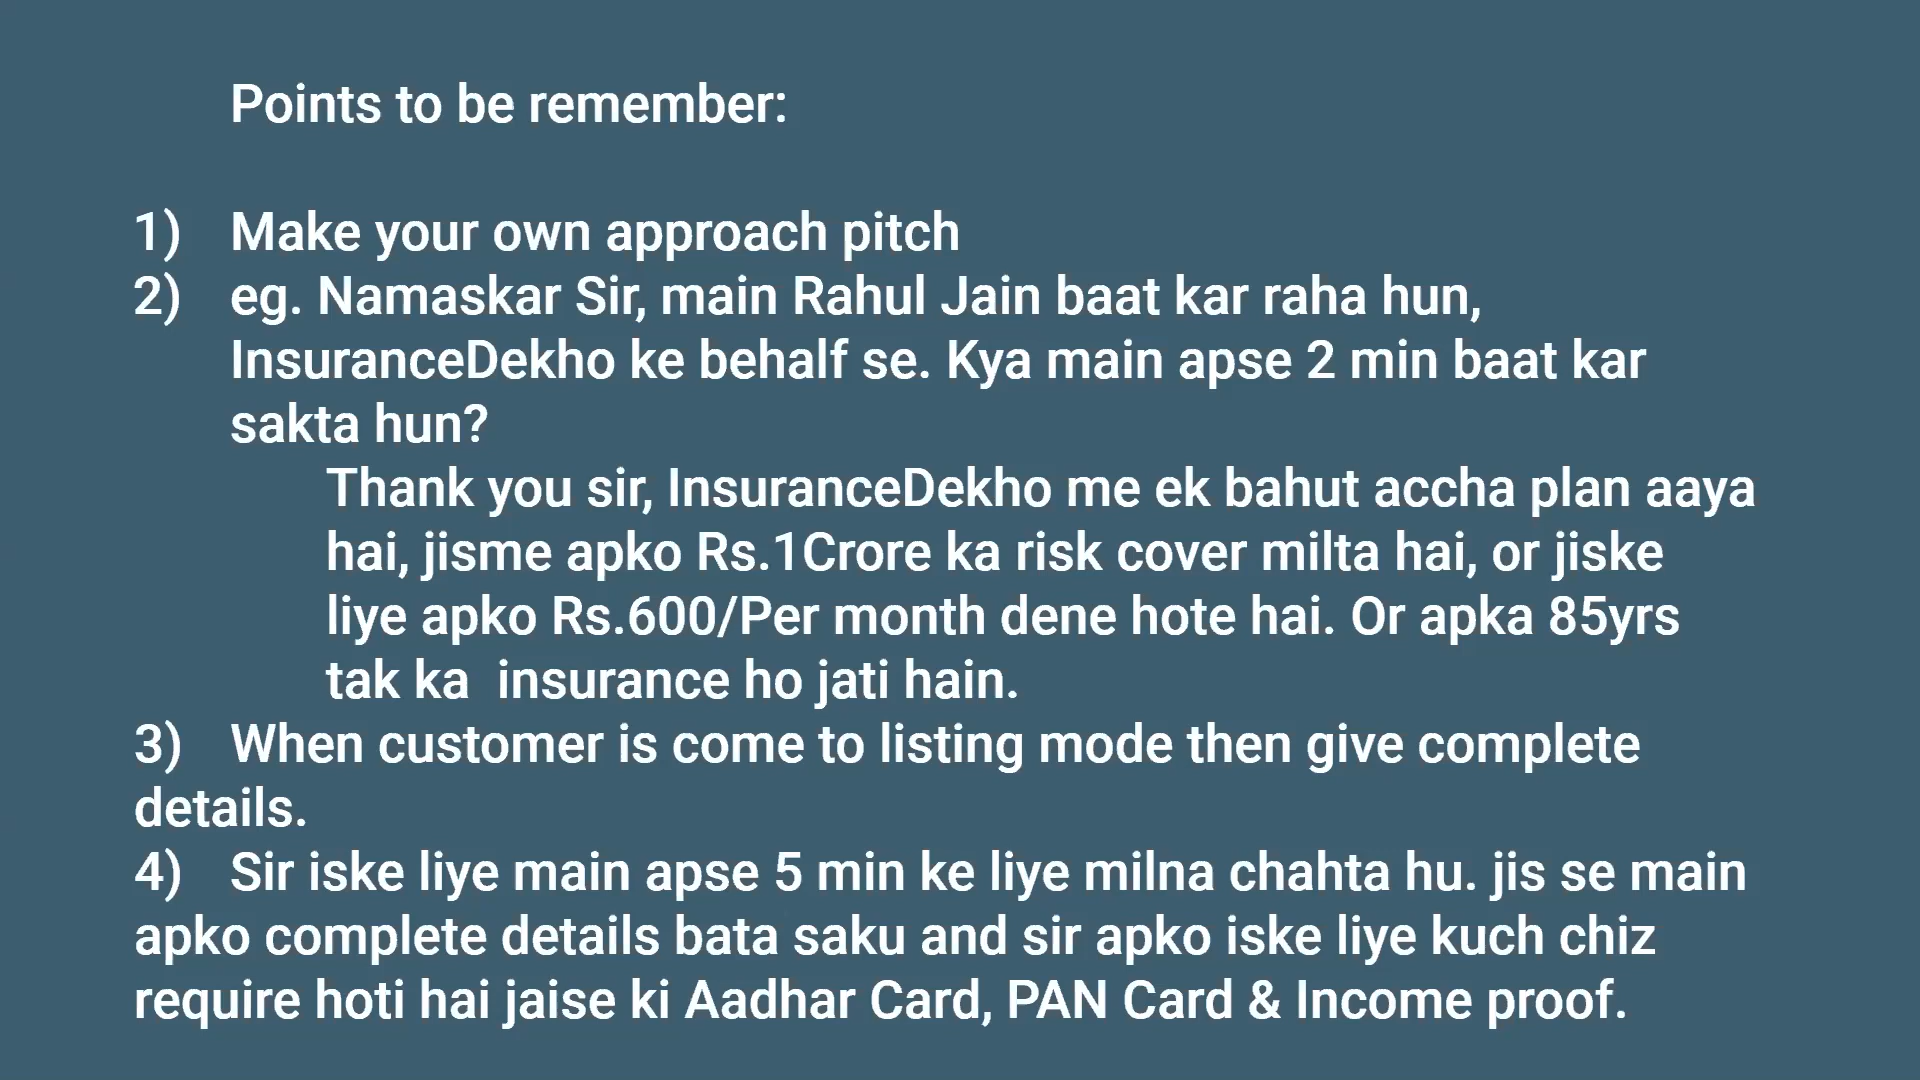 Points to be remember:
1) Make your own approach pitch
2) eg. Namaskar Sir, main Rahul Jain baat kar raha hun,
InsuranceDekho ke behalf se. Kya main apse 2 min baat kar
sakta hun?
Thank you sir, InsuranceDekho me ek bahut accha plan aaya
hai, jisme apko Rs.1Crore ka risk cover milta hai, or jiske
liye apko Rs.600/Per month dene hote hai. Or apka 85yrs
tak ka  insurance ho jati hain.
3) When customer is come to listing mode then give complete
details.
4) Sir iske liye main apse 5 min ke liye milna chahta hu. jis se main
apko complete details bata saku and sir apko iske liye kuch chiz
require hoti hai jaise ki Aadhar Card, PAN Card & Income proof.